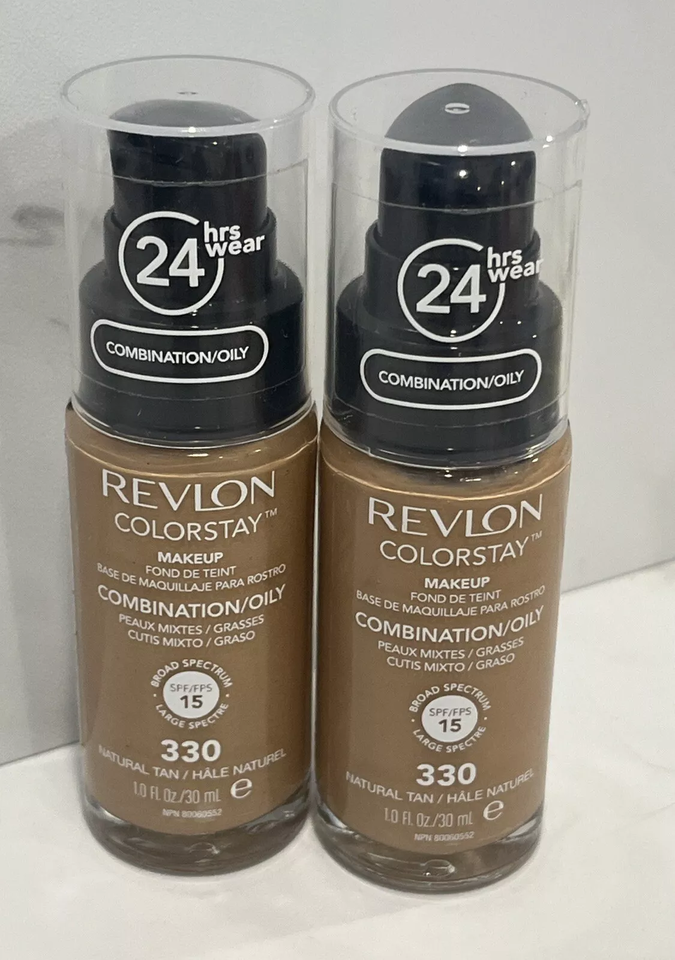 24 hrs wear
COMBINATION/OILY
REVLON
COLORSTAY™
MAKEUP
FOND DE TEINT
BASE DE MAQUILLAJE PARA ROSTRO
COMBINATION/OILY
PEAUX MIXTES / GRASSES
CUTIS MIXTO / GRASO
BROAD SPECTRUM
SPF/FPS
15
LARGE SPECTRE
330
NATURAL TAN / HÂLE NATUREL
1.0 Fl. Oz./30 mL e
NPN 80060552
24 hrs wear
COMBINATION/OILY
REVLON
COLORSTAY™
MAKEUP
FOND DE TEINT
BASE DE MAQUILLAJE PARA ROSTRO
COMBINATION/OILY
PEAUX MIXTES / GRASSES
CUTIS MIXTO / GRASO
BROAD SPECTRUM
SPF/FPS
15
LARGE SPECTRE
330
NATURAL TAN / HÂLE NATUREL
1.0 Fl. Oz./30 mL e
NPN 80060552